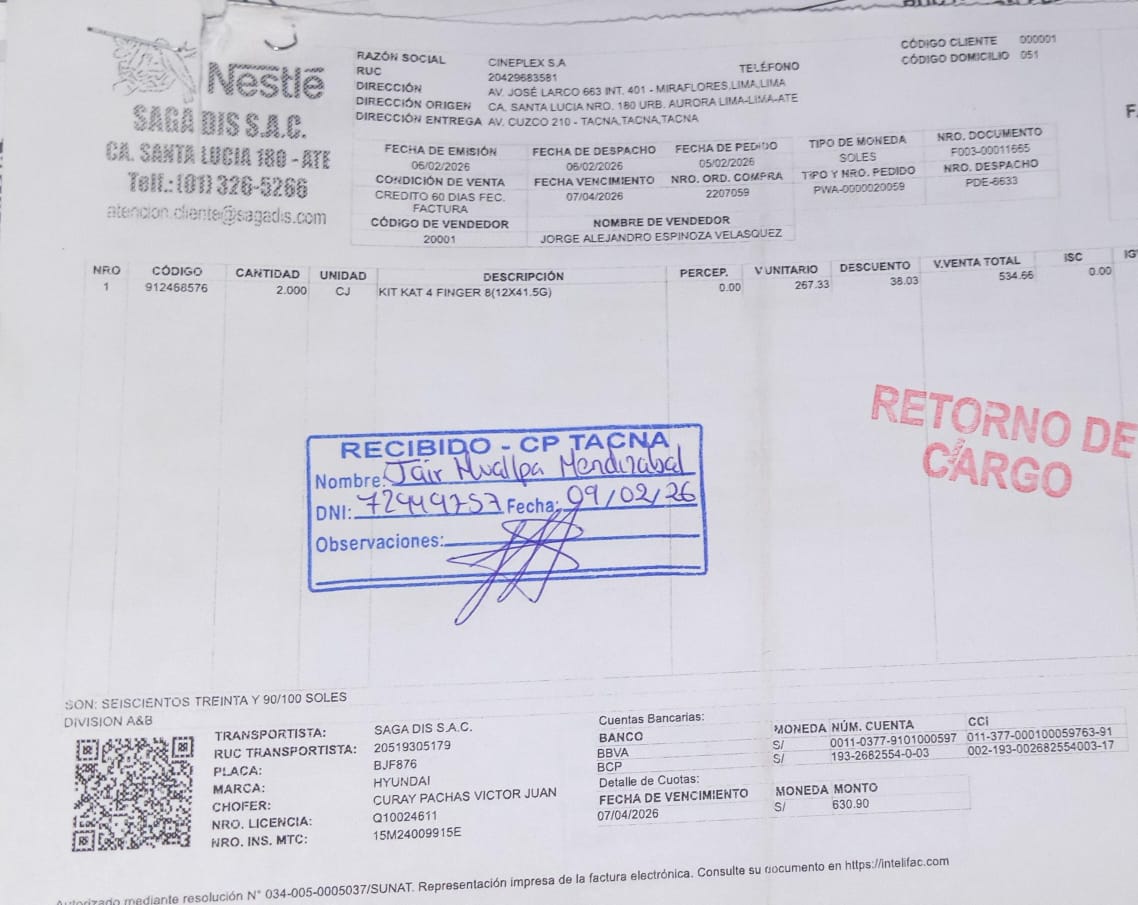 Nestlé
SAGA DIS S.A.C.
CA. SANTA LUCIA 180 - ATE
Telf.: (01) 326-5266
atencion.cliente@sagadis.com
RAZÓN SOCIAL CINEPLEX S.A
RUC 20429683581
TELÉFONO
DIRECCIÓN AV. JOSÉ LARCO 663 INT. 401 - MIRAFLORES,LIMA,LIMA
DIRECCIÓN ORIGEN CA. SANTA LUCIA NRO. 180 URB. AURORA LIMA-LIMA-ATE
DIRECCIÓN ENTREGA AV. CUZCO 210 - TACNA,TACNA,TACNA
CÓDIGO CLIENTE 000001
CÓDIGO DOMICILIO 051
FECHA DE EMISIÓN FECHA DE DESPACHO FECHA DE PEDIDO TIPO DE MONEDA NRO. DOCUMENTO
06/02/2026 06/02/2026 05/02/2026 SOLES F003-00011665
CONDICIÓN DE VENTA FECHA VENCIMIENTO NRO. ORD. COMPRA TIPO Y NRO. PEDIDO NRO. DESPACHO
CREDITO 60 DIAS FEC. 07/04/2026 2207059 PWA-0000020059 PDE-6633
FACTURA
CÓDIGO DE VENDEDOR NOMBRE DE VENDEDOR
20001 JORGE ALEJANDRO ESPINOZA VELASQUEZ
NRO CÓDIGO CANTIDAD UNIDAD DESCRIPCIÓN PERCEP. V UNITARIO DESCUENTO V.VENTA TOTAL ISC
1 912468576 2.000 CJ KIT KAT 4 FINGER 8(12X41.5G) 0.00 267.33 38.03 534.66 0.00
RETORNO DE
CARGO
RECIBIDO - CP TACNA
Nombre: Jair Hualpa Mendizabal
DNI: 72449757 Fecha: 09/02/26
Observaciones:
SON: SEISCIENTOS TREINTA Y 90/100 SOLES
DIVISION A&B
TRANSPORTISTA: SAGA DIS S.A.C.
RUC TRANSPORTISTA: 20519305179
PLACA: BJF876
MARCA: HYUNDAI
CHOFER: CURAY PACHAS VICTOR JUAN
NRO. LICENCIA: Q10024611
NRO. INS. MTC: 15M24009915E
Cuentas Bancarias:
BANCO MONEDA NÚM. CUENTA CCI
BBVA S/ 0011-0377-9101000597 011-377-000100059763-91
BCP S/ 193-2682554-0-03 002-193-002682554003-17
Detalle de Cuotas:
FECHA DE VENCIMIENTO MONEDA MONTO
07/04/2026 S/ 630.90
Autorizado mediante resolución N° 034-005-0005037/SUNAT. Representación impresa de la factura electrónica. Consulte su documento en https://intelifac.com